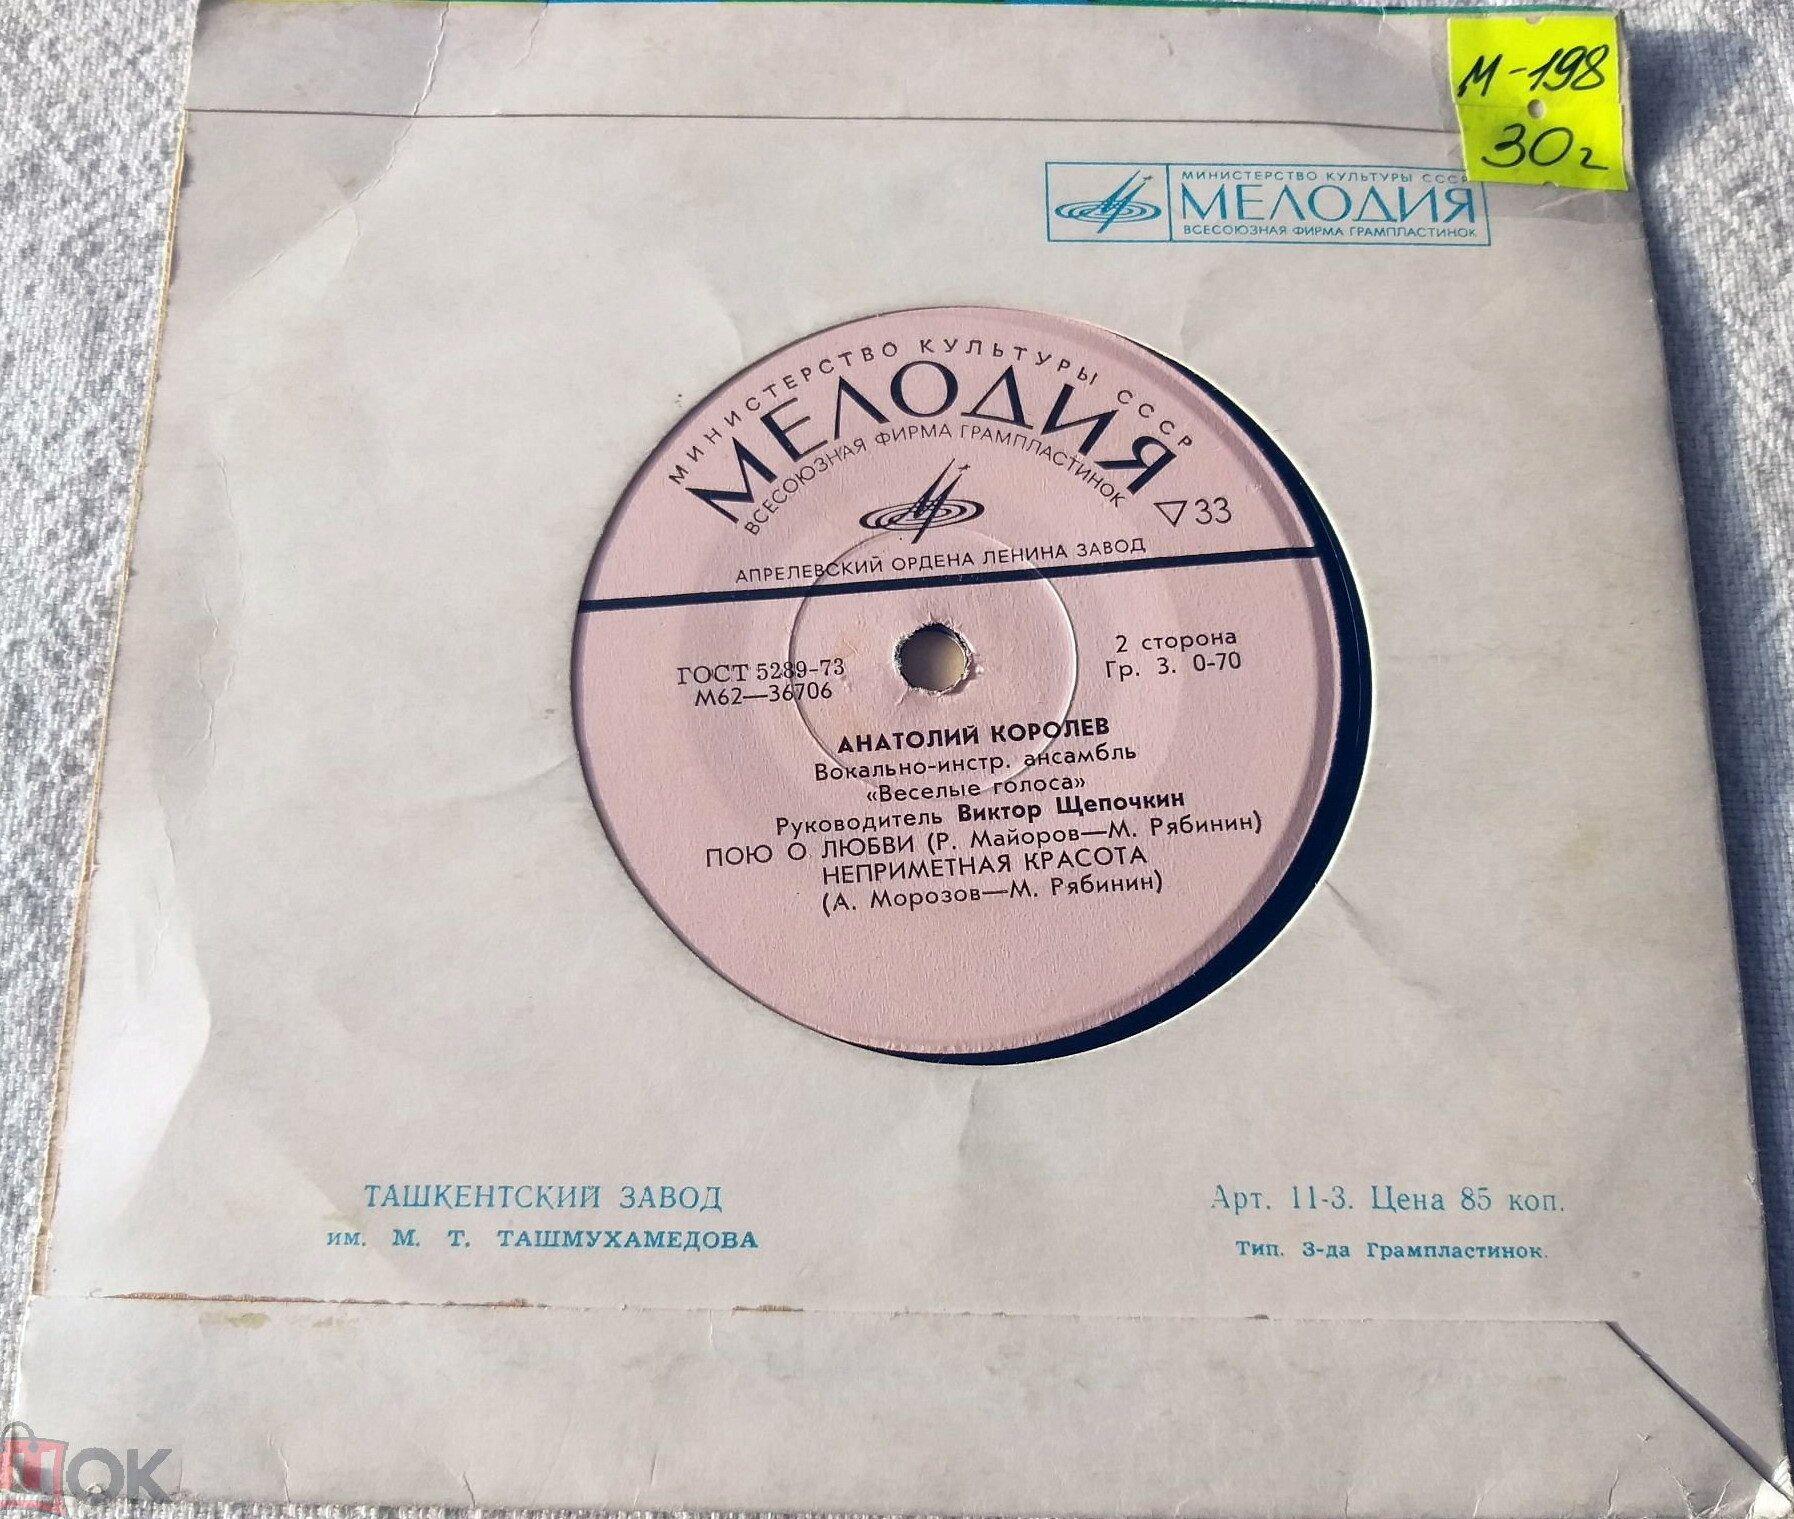 М-198
30г
МИНИСТЕРСТВО КУЛЬТУРЫ СССР
МЕЛОДИЯ
ВСЕСОЮЗНАЯ ФИРМА ГРАМПЛАСТИНОК
МИНИСТЕРСТВО КУЛЬТУРЫ СССР
МЕЛОДИЯ
ВСЕСОЮЗНАЯ ФИРМА ГРАМПЛАСТИНОК
33
АПРЕЛЕВСКИЙ ОРДЕНА ЛЕНИНА ЗАВОД
ГОСТ 5289-73
М62—36706
2 сторона
Гр. 3. 0-70
АНАТОЛИЙ КОРОЛЕВ
Вокально-инстр. ансамбль
«Веселые голоса»
Руководитель Виктор Щепочкин
ПОЮ О ЛЮБВИ (Р. Майоров—М. Рябинин)
НЕПРИМЕТНАЯ КРАСОТА
(А. Морозов—М. Рябинин)
ТАШКЕНТСКИЙ ЗАВОД
им. М. Т. ТАШМУХАМЕДОВА
Арт. 11-3. Цена 85 коп.
Тип. З-да Грампластинок.
ЦОК